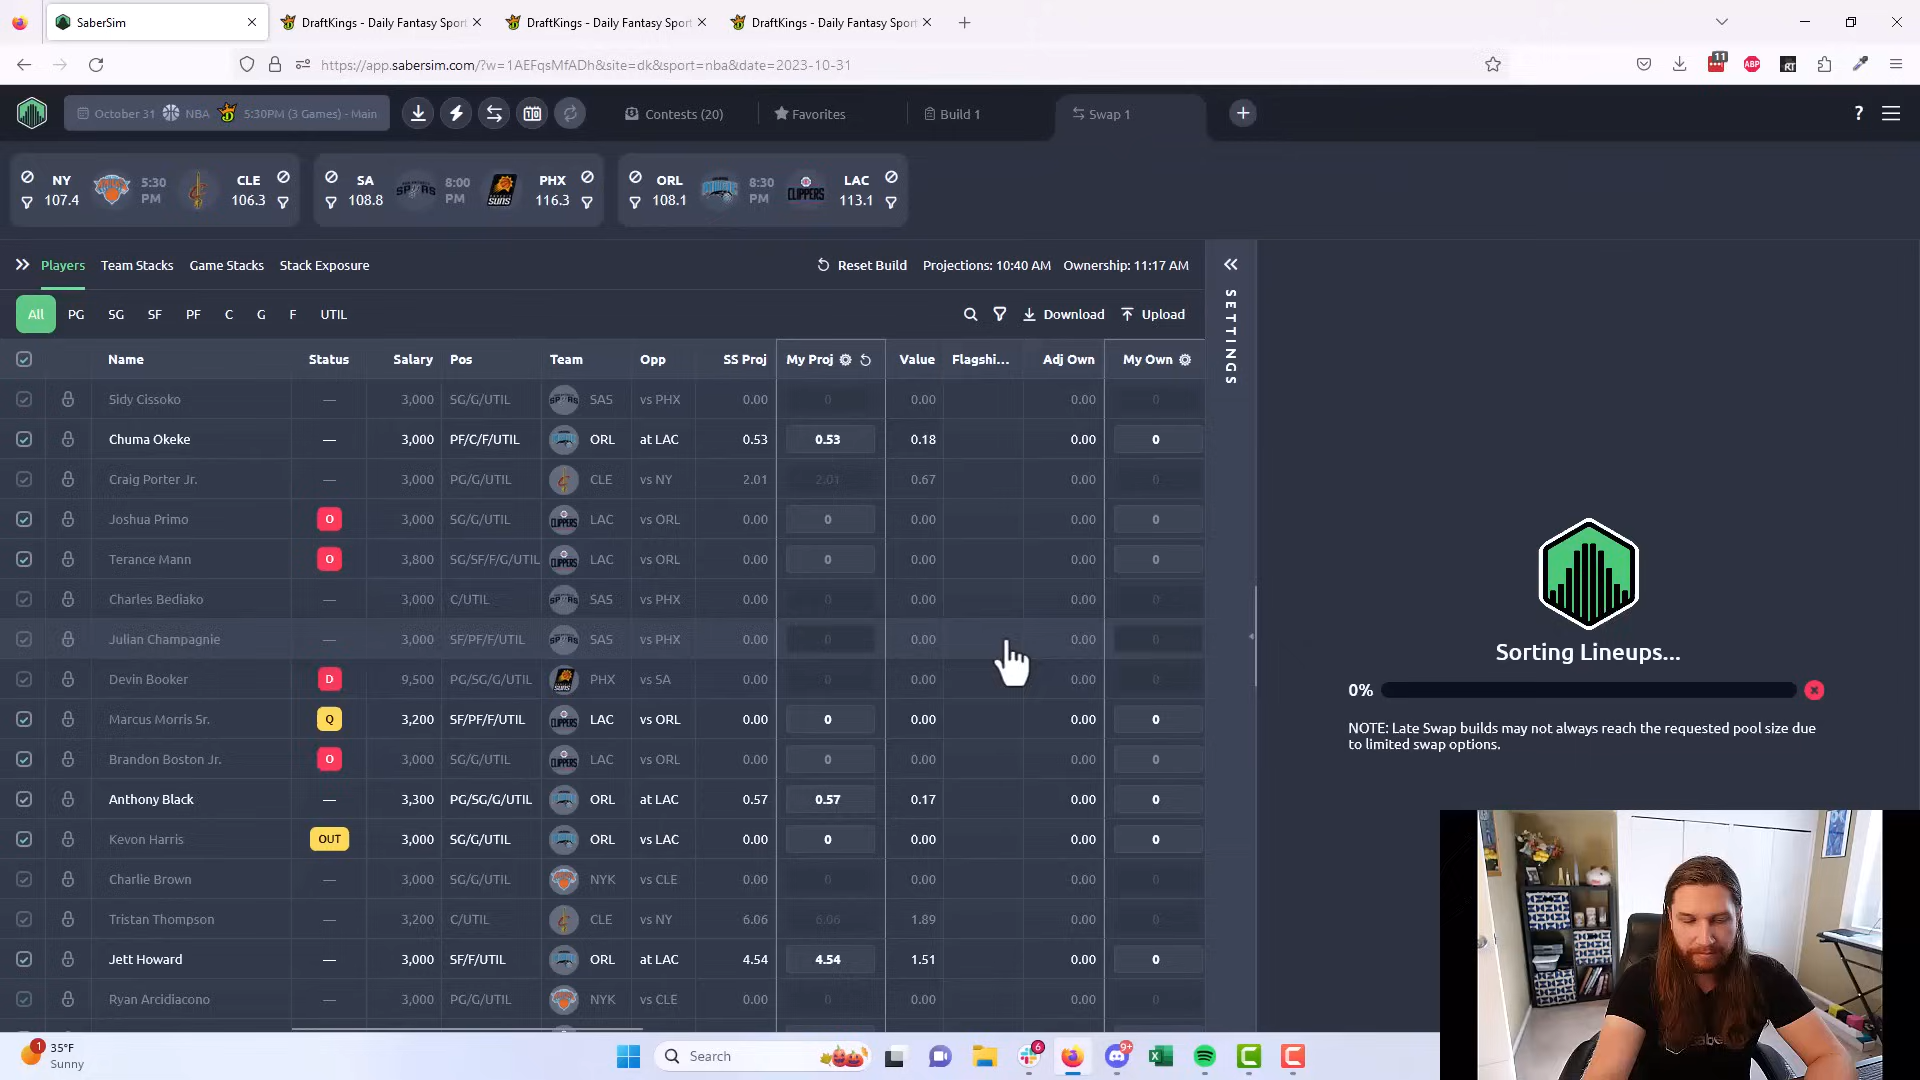 SaberSim
DraftKings - Daily Fantasy Sport
DraftKings - Daily Fantasy Sport
DraftKings - Daily Fantasy Sport
https://app.sabersim.com/?w=1AEFqsMfADh&site=dk&sport=nba&date=2023-10-31
11
ABP
RT
October 31 NBA 5:30PM (3 Games) - Main
Contests (20)
Favorites
Build 1
Swap 1
?
NY 107.4 5:30 PM CLE 106.3
SA 108.8 8:00 PM PHX 116.3
ORL 108.1 8:30 PM LAC 113.1
Players Team Stacks Game Stacks Stack Exposure
Reset Build Projections: 10:40 AM Ownership: 11:17 AM
All PG SG SF PF C G F UTIL
Download Upload
SETTINGS
Name Status Salary Pos Team Opp SS Proj My Proj Value Flagshi... Adj Own My Own
Sidy Cissoko — 3,000 SG/G/UTIL SAS vs PHX 0.00 0 0.00 0.00 0
Chuma Okeke — 3,000 PF/C/F/UTIL ORL at LAC 0.53 0.53 0.18 0.00 0
Craig Porter Jr. — 3,000 PG/G/UTIL CLE vs NY 2.01 2.01 0.67 0.00 0
Joshua Primo O 3,000 SG/G/UTIL LAC vs ORL 0.00 0 0.00 0.00 0
Terance Mann O 3,800 SG/SF/F/G/UTIL LAC vs ORL 0.00 0 0.00 0.00 0
Charles Bediako — 3,000 C/UTIL SAS vs PHX 0.00 0 0.00 0.00 0
Julian Champagnie — 3,000 SF/PF/F/UTIL SAS vs PHX 0.00 0 0.00 0.00 0
Devin Booker D 9,500 PG/SG/G/UTIL PHX vs SA 0.00 0 0.00 0.00 0
Marcus Morris Sr. Q 3,200 SF/PF/F/UTIL LAC vs ORL 0.00 0 0.00 0.00 0
Brandon Boston Jr. O 3,000 SG/G/UTIL LAC vs ORL 0.00 0 0.00 0.00 0
Anthony Black — 3,300 PG/SG/G/UTIL ORL at LAC 0.57 0.57 0.17 0.00 0
Kevon Harris OUT 3,000 SG/G/UTIL ORL vs LAC 0.00 0 0.00 0.00 0
Charlie Brown — 3,000 SG/G/UTIL NYK vs CLE 0.00 0 0.00 0.00 0
Tristan Thompson — 3,200 C/UTIL CLE vs NY 6.06 6.06 1.89 0.00 0
Jett Howard — 3,000 SF/F/UTIL ORL at LAC 4.54 4.54 1.51 0.00 0
Ryan Arcidiacono — 3,000 PG/G/UTIL NYK vs CLE 0.00 0 0.00 0.00 0
Sorting Lineups...
0%
NOTE: Late Swap builds may not always reach the requested pool size due
to limited swap options.
1
35°F
Sunny
Search
6
9+